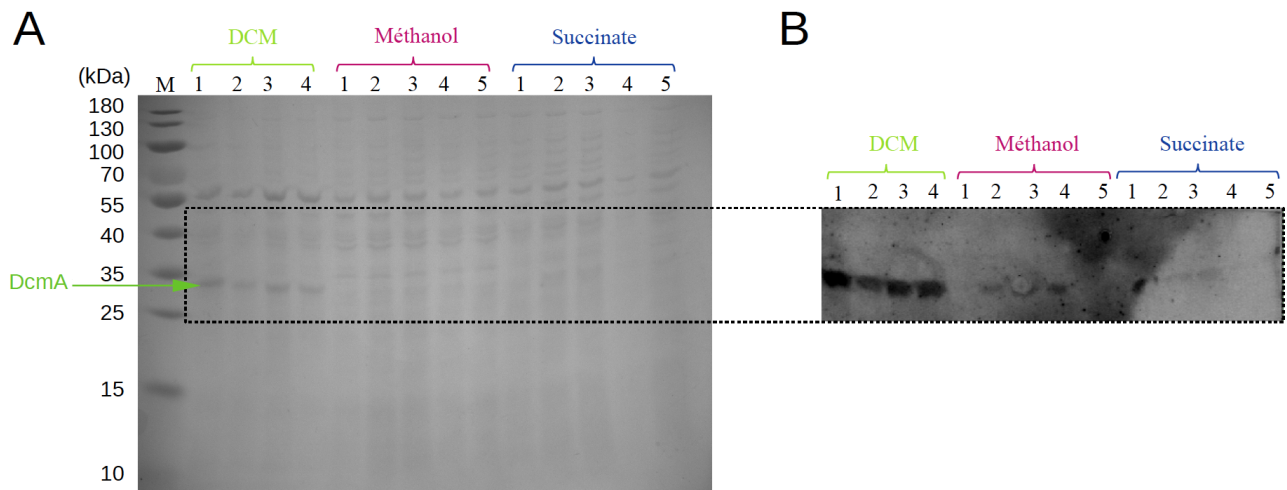 A
B
DCM Méthanol Succinate
(kDa) M 1 2 3 4 1 2 3 4 5 1 2 3 4 5
180
130
100
70
55
40
35
DcmA
25
15
10
DCM Méthanol Succinate
1 2 3 4 1 2 3 4 5 1 2 3 4 5